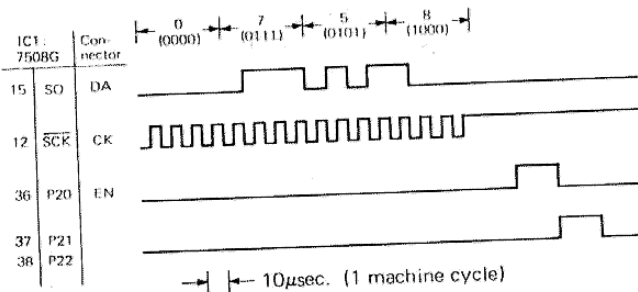 0 7 5 8
(0000) (0111) (0101) (1000)
IC1: Con-
7508G nector
15 SO DA
12 SCK CK
36 P20 EN
37 P21
38 P22
10μsec. (1 machine cycle)